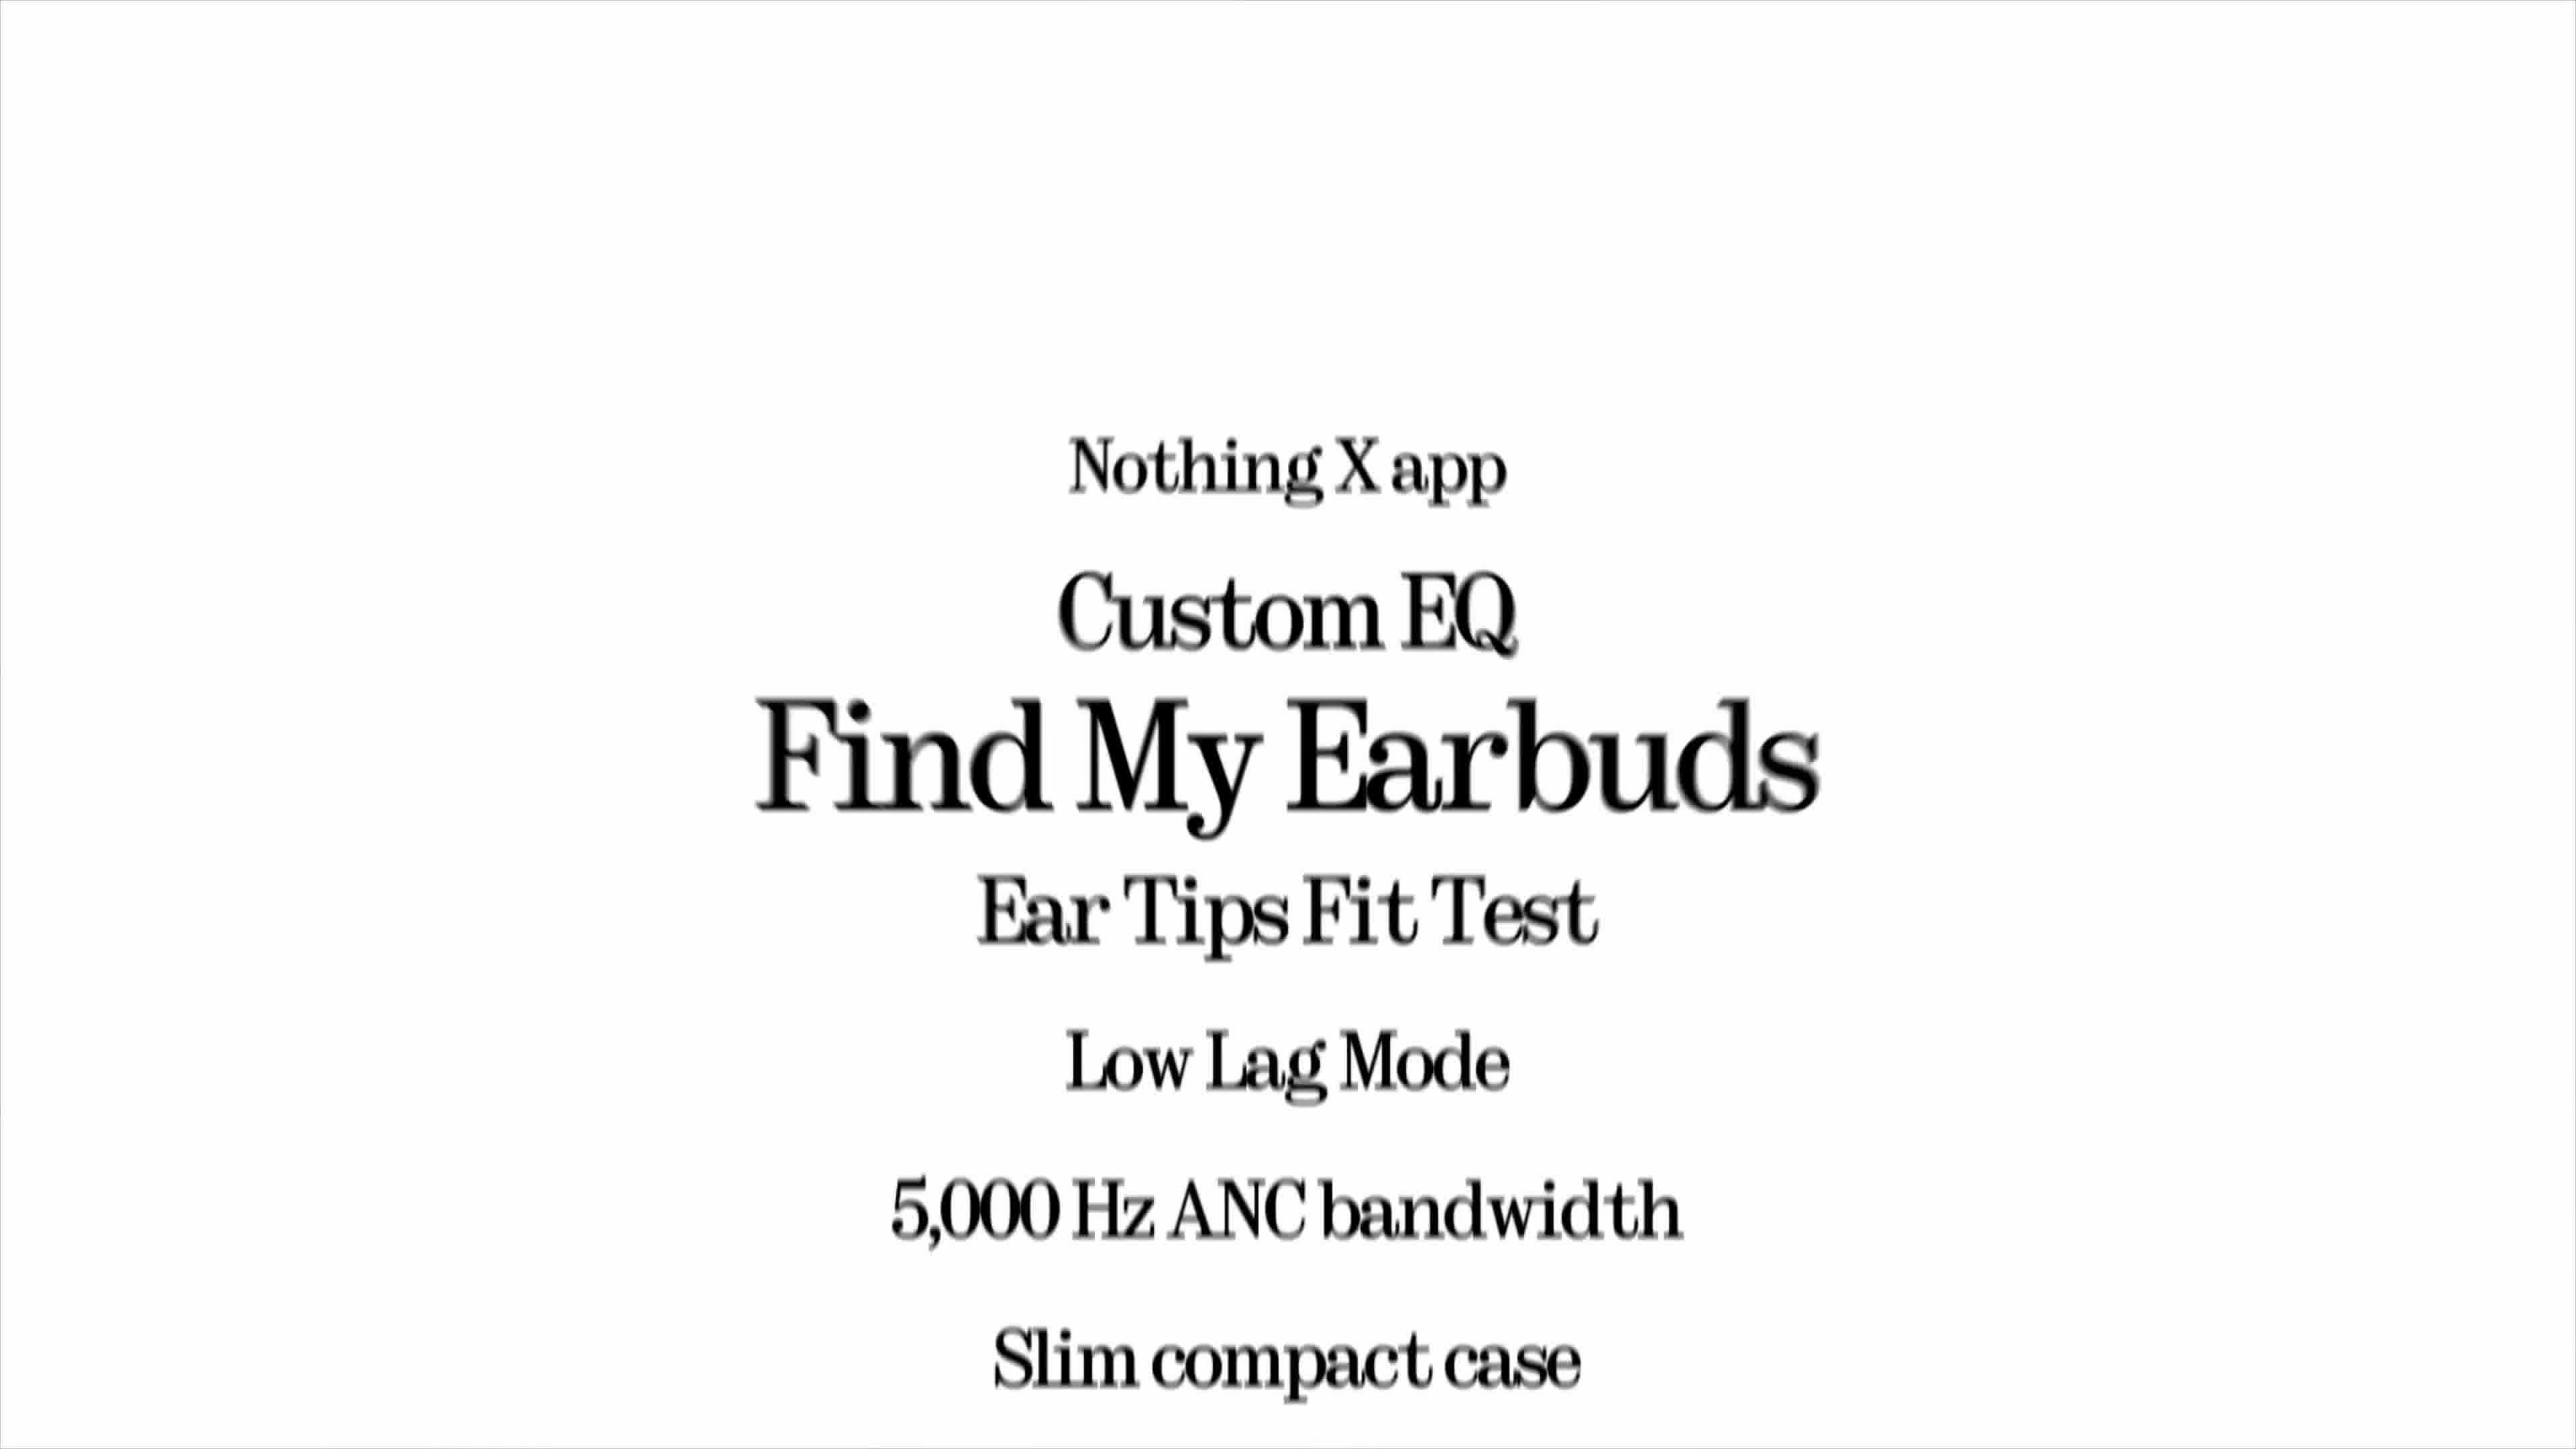 Nothing X app
Custom EQ
Find My Earbuds
Ear Tips Fit Test
Low Lag Mode
5,000 Hz ANC bandwidth
Slim compact case